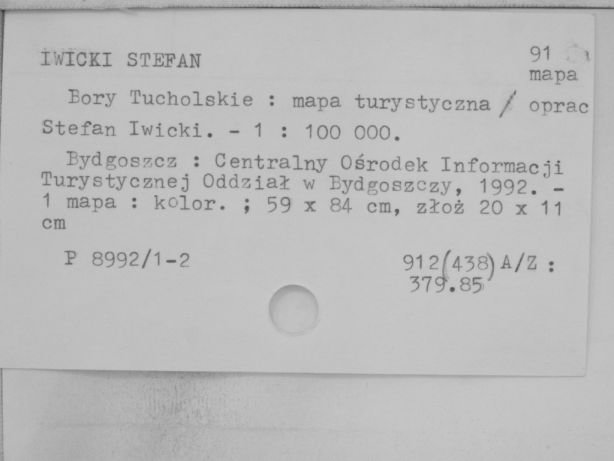 IWICKI STEFAN
91
mapa
Bory Tucholskie : mapa turystyczna / oprac
Stefan Iwicki. - 1 : 100 000.
Bydgoszcz : Centralny Ośrodek Informacji
Turystycznej Oddział w Bydgoszczy, 1992. -
1 mapa : kolor. ; 59 x 84 cm, złoż 20 x 11
cm
P 8992/1-2
912(438)A/Z :
379.85